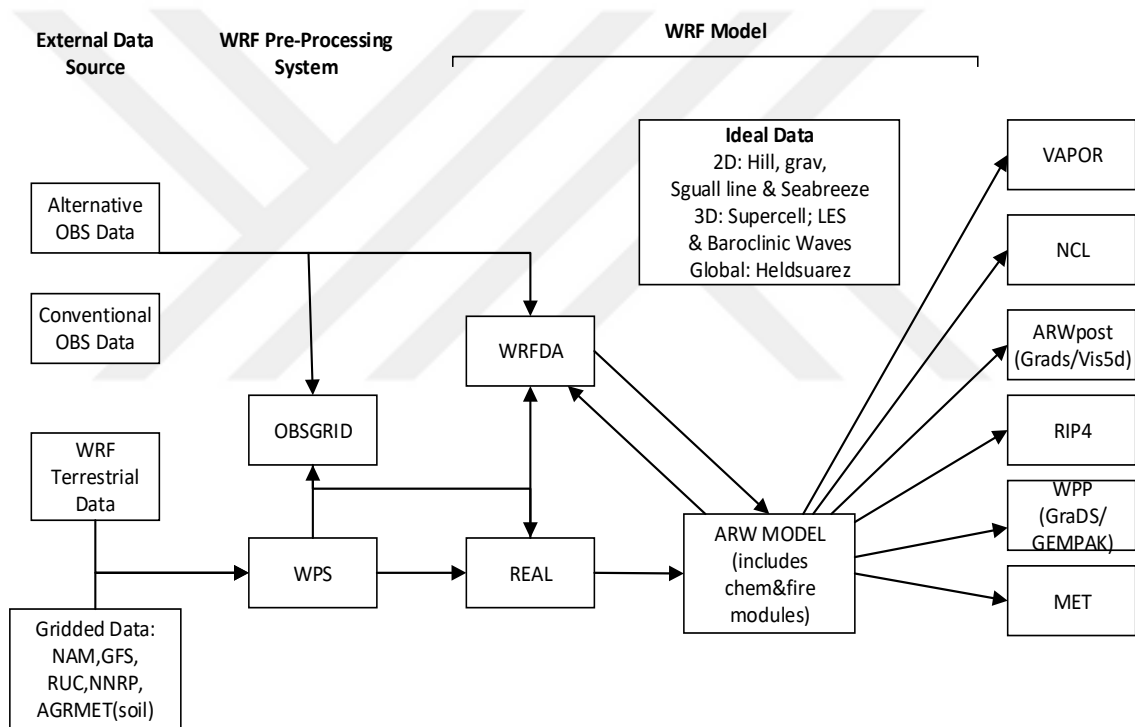 External Data
Source
WRF Pre-Processing
System
WRF Model
Ideal Data
2D: Hill, grav,
Sguall line & Seabreeze
3D: Supercell; LES
& Baroclinic Waves
Global: Heldsuarez
VAPOR
Alternative
OBS Data
NCL
Conventional
OBS Data
WRFDA
ARWpost
(Grads/Vis5d)
OBSGRID
RIP4
WRF
Terrestrial
Data
WPP
(GraDS/
GEMPAK)
WPS
REAL
ARW MODEL
(includes
chem&fire
modules)
MET
Gridded Data:
NAM,GFS,
RUC,NNRP,
AGRMET(soil)